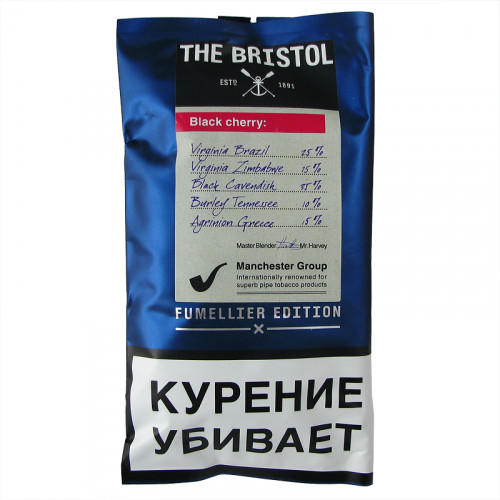 THE BRISTOL
ESTD 1891
Black cherry:
Virginia Brazil 25 %
Virginia Zimbabwe 15 %
Black Cavendish 35 %
Burley Tennessee 10 %
Agrinion Greece 15 %
Master Blender Mr. Harvey
Manchester Group
Internationally renowned for
superb pipe tobacco products
FUMELLIER EDITION
КУРЕНИЕ
УБИВАЕТ